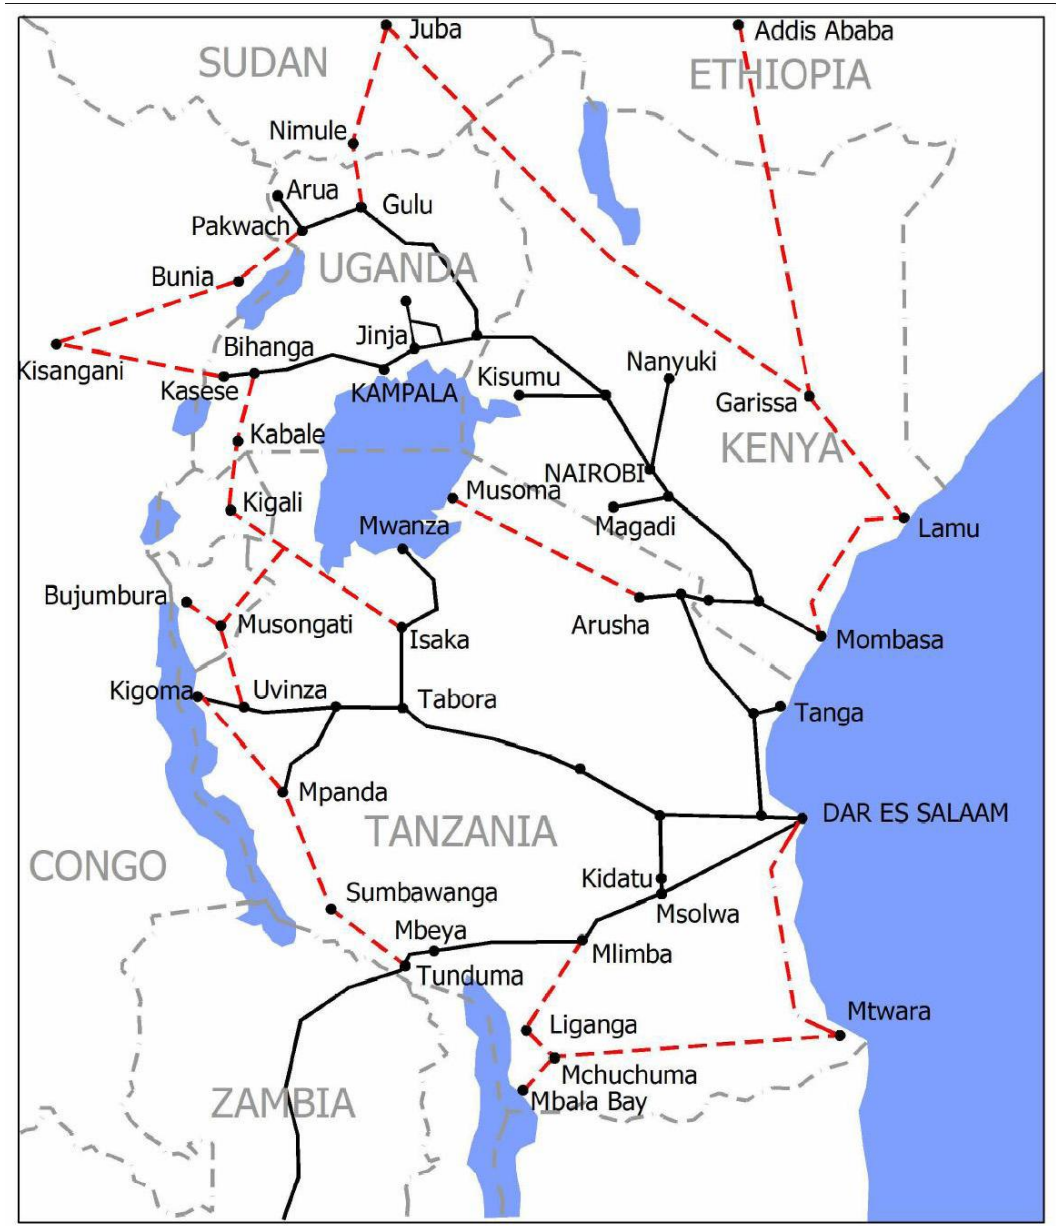 Juba
Addis Ababa
SUDAN
ETHIOPIA
Nimule
Arua
Gulu
Pakwach
UGANDA
Bunia
Jinja
Bihanga
Nanyuki
Kisangani
Kasese
KAMPALA
Kisumu
Garissa
Kabale
KENYA
NAIROBI
Musoma
Kigali
Magadi
Mwanza
Lamu
Bujumbura
Musongati
Arusha
Isaka
Mombasa
Kigoma
Uvinza
Tabora
Tanga
Mpanda
TANZANIA
DAR ES SALAAM
CONGO
Kidatu
Sumbawanga
Msolwa
Mbeya
Mlimba
Tunduma
Mtwara
Liganga
Mchuchuma
Mbala Bay
ZAMBIA